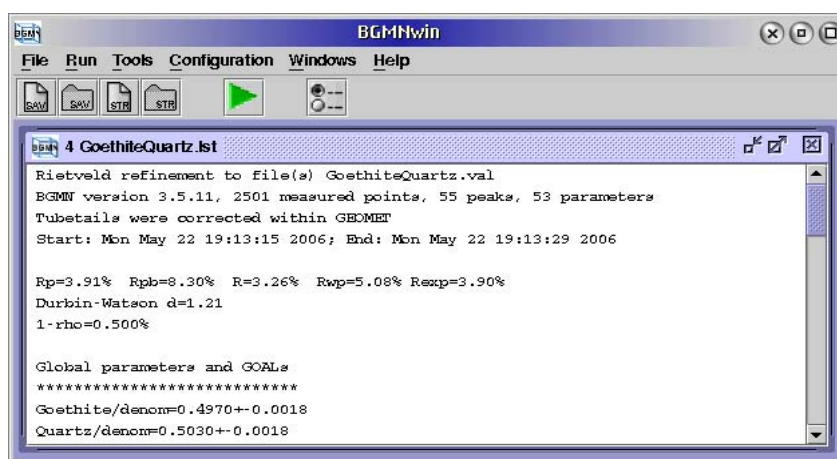 BGMN
BGMNwin
File Run Tools Configuration Windows Help
SAV SAV STR STR
BGMN 4 GoethiteQuartz.lst
Rietveld refinement to file(s) GoethiteQuartz.val
BGMN version 3.5.11, 2501 measured points, 55 peaks, 53 parameters
Tubetails were corrected within GEOMET
Start: Mon May 22 19:13:15 2006; End: Mon May 22 19:13:29 2006
Rp=3.91% Rpb=8.30% R=3.26% Rwp=5.08% Rexp=3.90%
Durbin-Watson d=1.21
1-rho=0.500%
Global parameters and GOALs
****************************
Goethite/denom=0.4970+-0.0018
Quartz/denom=0.5030+-0.0018